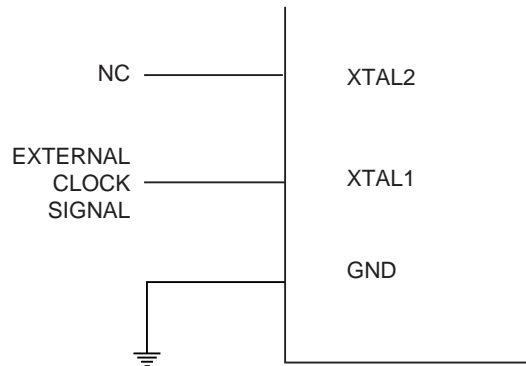 NC
XTAL2
EXTERNAL
CLOCK
SIGNAL
XTAL1
GND